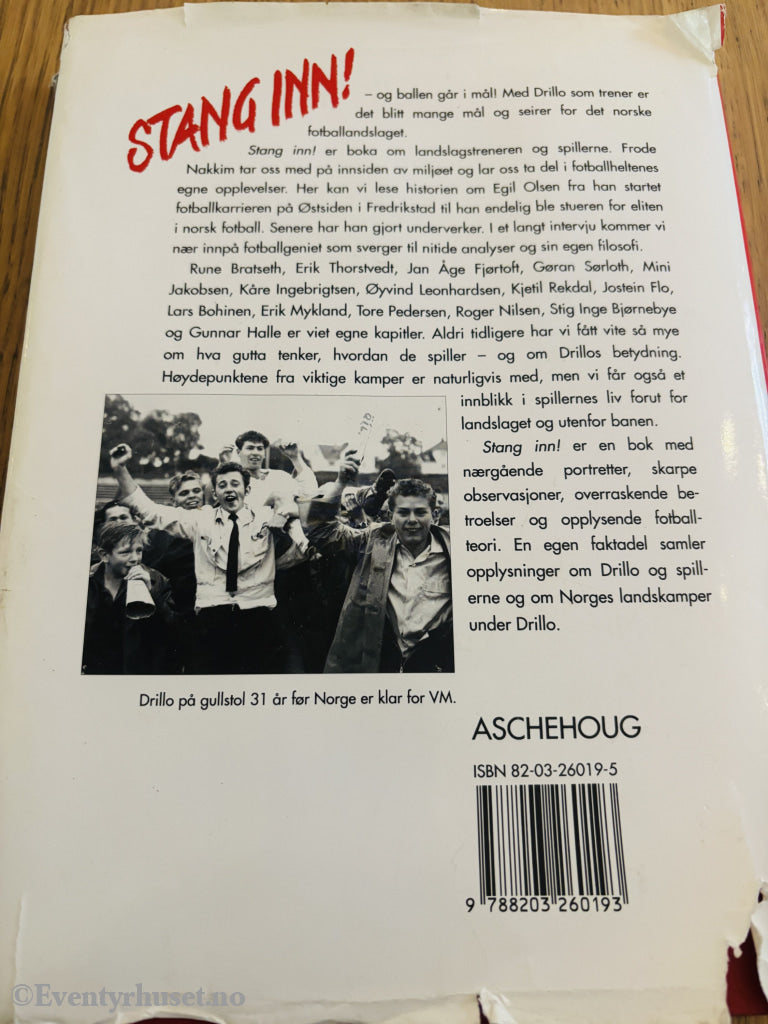 STANG INN!
– og ballen går i mål! Med Drillo som trener er
det blitt mange mål og seirer for det norske
fotballandslaget.
Stang inn! er boka om landslagstreneren og spillerne. Frode
Nakkim tar oss med på innsiden av miljøet og lar oss ta del i fotballheltenes
egne opplevelser. Her kan vi lese historien om Egil Olsen fra han startet
fotballkarrieren på Østsiden i Fredrikstad til han endelig ble stueren for eliten
i norsk fotball. Senere har han gjort underverker. I et langt intervju kommer vi
nær innpå fotballgeniet som sverger til nitide analyser og sin egen filosofi.
Rune Bratseth, Erik Thorstvedt, Jan Åge Fjørtoft, Gøran Sørloth, Mini
Jakobsen, Kåre Ingebrigtsen, Øyvind Leonhardsen, Kjetil Rekdal, Jostein Flo,
Lars Bohinen, Erik Mykland, Tore Pedersen, Roger Nilsen, Stig Inge Bjørnebye
og Gunnar Halle er viet egne kapitler. Aldri tidligere har vi fått vite så mye
om hva gutta tenker, hvordan de spiller – og om Drillos betydning.
Høydepunktene fra viktige kamper er naturligvis med, men vi får også et
innblikk i spillernes liv forut for
landslaget og utenfor banen.
Stang inn! er en bok med
nærgående portretter, skarpe
observasjoner, overraskende be-
troelser og opplysende fotball-
teori. En egen faktadel samler
opplysninger om Drillo og spill-
erne og om Norges landskamper
under Drillo.
Drillo på gullstol 31 år før Norge er klar for VM.
ASCHEHOUG
ISBN 82-03-26019-5
9 788203 260193
©Eventyrhuset.no